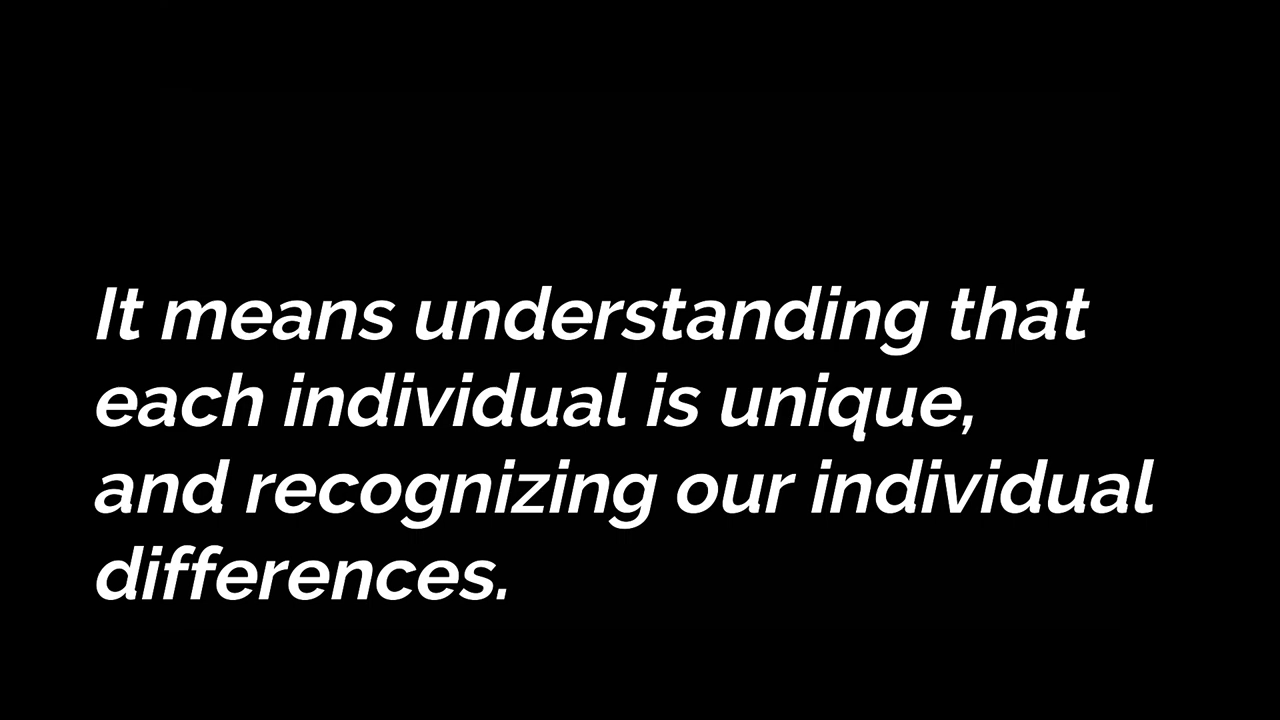 It means understanding that
each individual is unique,
and recognizing our individual
differences.